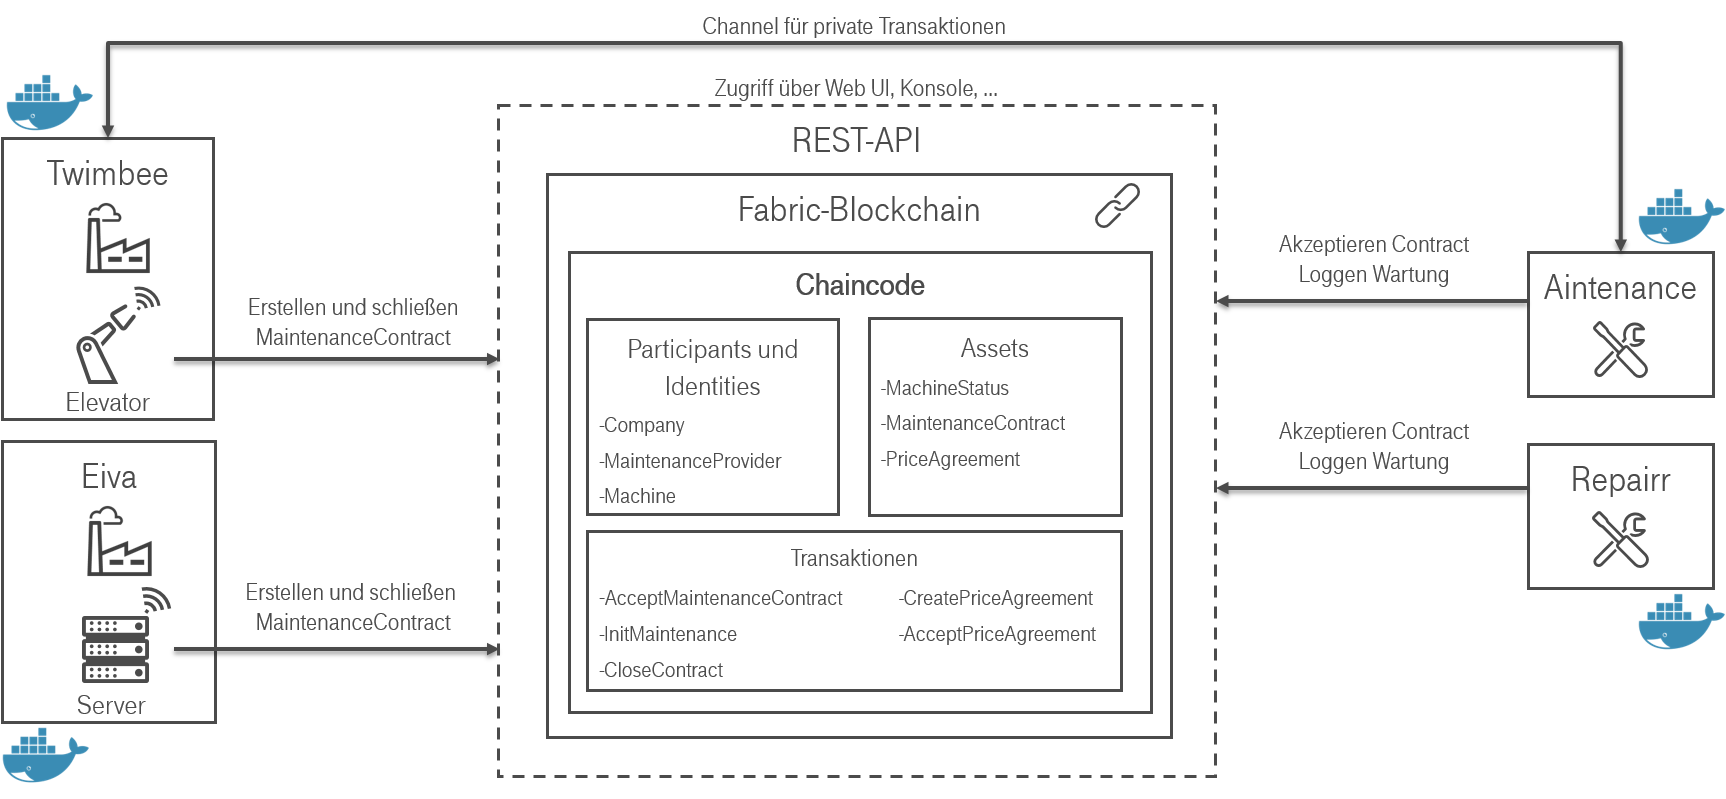 Channel für private Transaktionen
Zugriff über Web UI, Konsole, ...
REST-API
Twimbee
Elevator
Erstellen und schließen
MaintenanceContract
Eiva
Server
Erstellen und schließen
MaintenanceContract
Fabric-Blockchain
Chaincode
Participants und
Identities
-Company
-MaintenanceProvider
-Machine
Assets
-MachineStatus
-MaintenanceContract
-PriceAgreement
Transaktionen
-AcceptMaintenanceContract
-InitMaintenance
-CloseContract
-CreatePriceAgreement
-AcceptPriceAgreement
Akzeptieren Contract
Loggen Wartung
Aintenance
Akzeptieren Contract
Loggen Wartung
Repairr